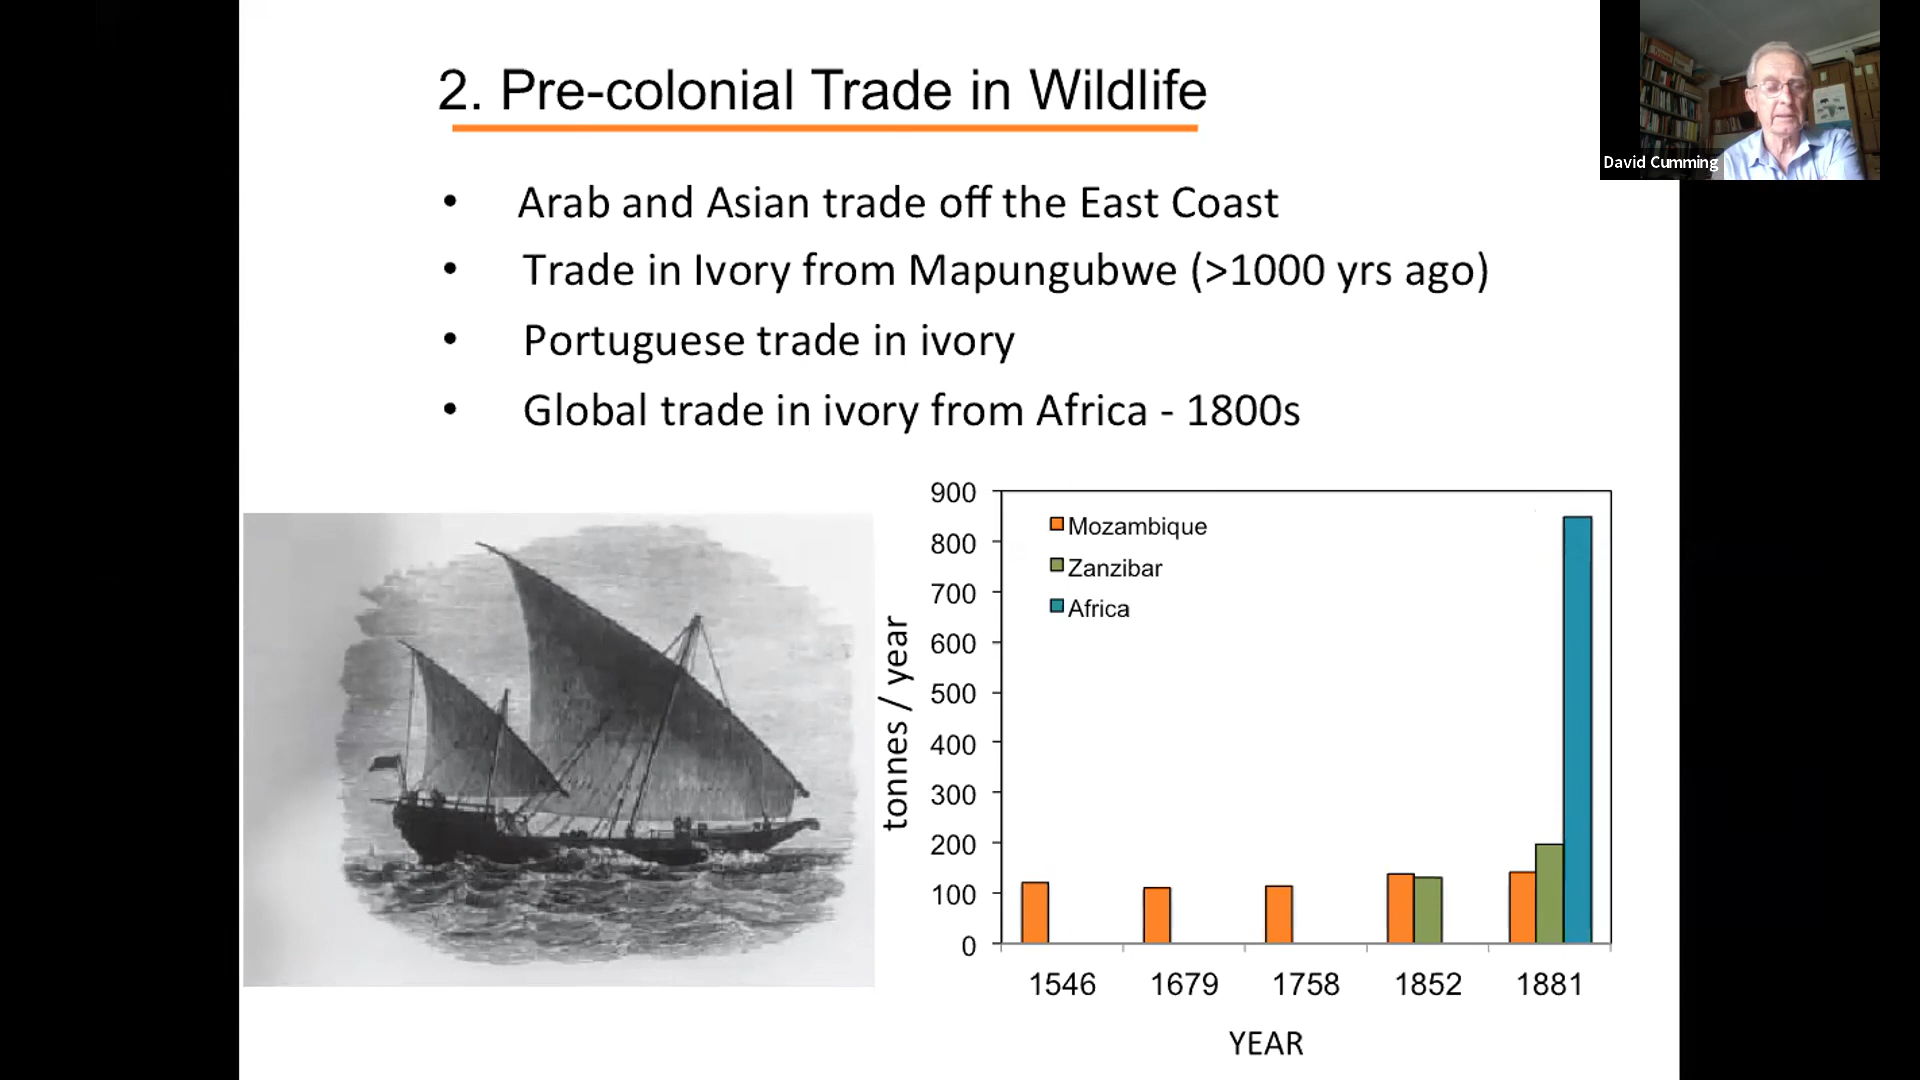 2. Pre-colonial Trade in Wildlife
David Cumming
• Arab and Asian trade off the East Coast
• Trade in Ivory from Mapungubwe (>1000 yrs ago)
• Portuguese trade in ivory
• Global trade in ivory from Africa - 1800s
tonnes / year
900
800
700
600
500
400
300
200
100
0
Mozambique
Zanzibar
Africa
1546 1679 1758 1852 1881
YEAR